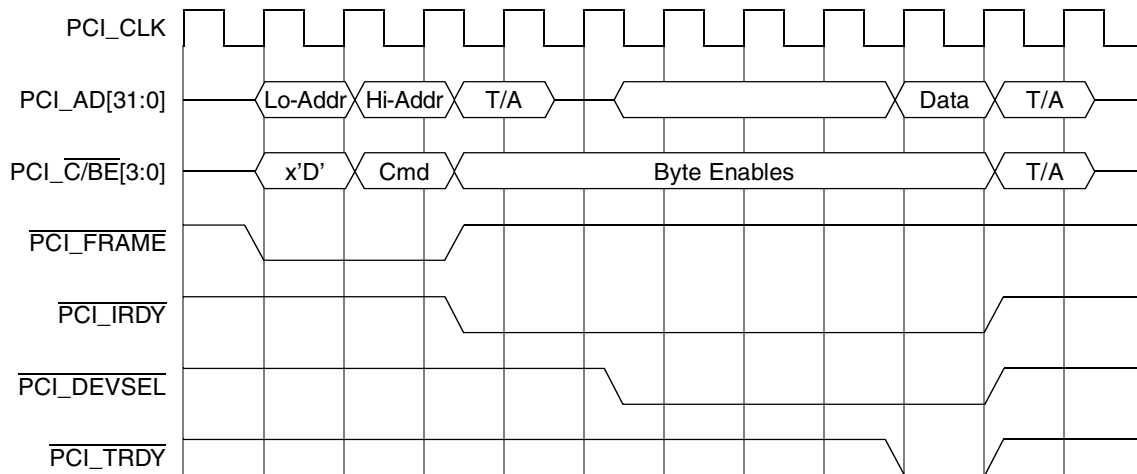 PCI_CLK
PCI_AD[31:0] Lo-Addr Hi-Addr T/A Data T/A
PCI_C/BE[3:0] x'D' Cmd Byte Enables T/A
PCI_FRAME
PCI_IRDY
PCI_DEVSEL
PCI_TRDY